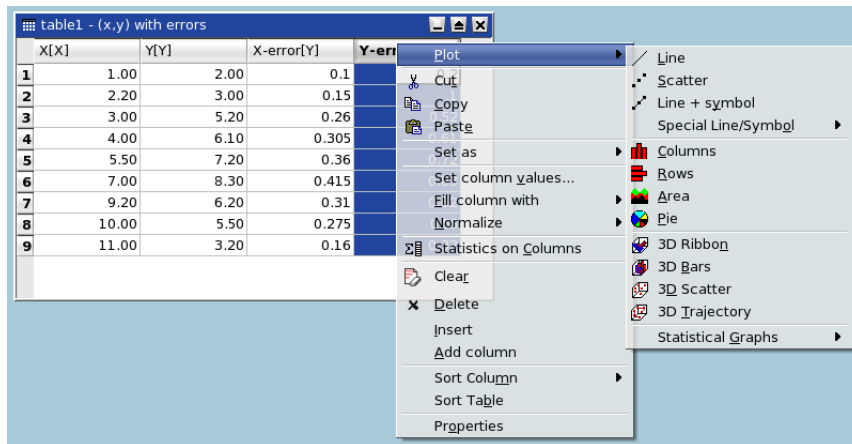 table1 - (x,y) with errors
X[X] Y[Y] X-error[Y] Y-err
1 1.00 2.00 0.1
2 2.20 3.00 0.15
3 3.00 5.20 0.26
4 4.00 6.10 0.305
5 5.50 7.20 0.36
6 7.00 8.30 0.415
7 9.20 6.20 0.31
8 10.00 5.50 0.275
9 11.00 3.20 0.16
Plot
Cut
Copy
Paste
Set as
Set column values...
Fill column with
Normalize
Statistics on Columns
Clear
Delete
Insert
Add column
Sort Column
Sort Table
Properties
Line
Scatter
Line + symbol
Special Line/Symbol
Columns
Rows
Area
Pie
3D Ribbon
3D Bars
3D Scatter
3D Trajectory
Statistical Graphs